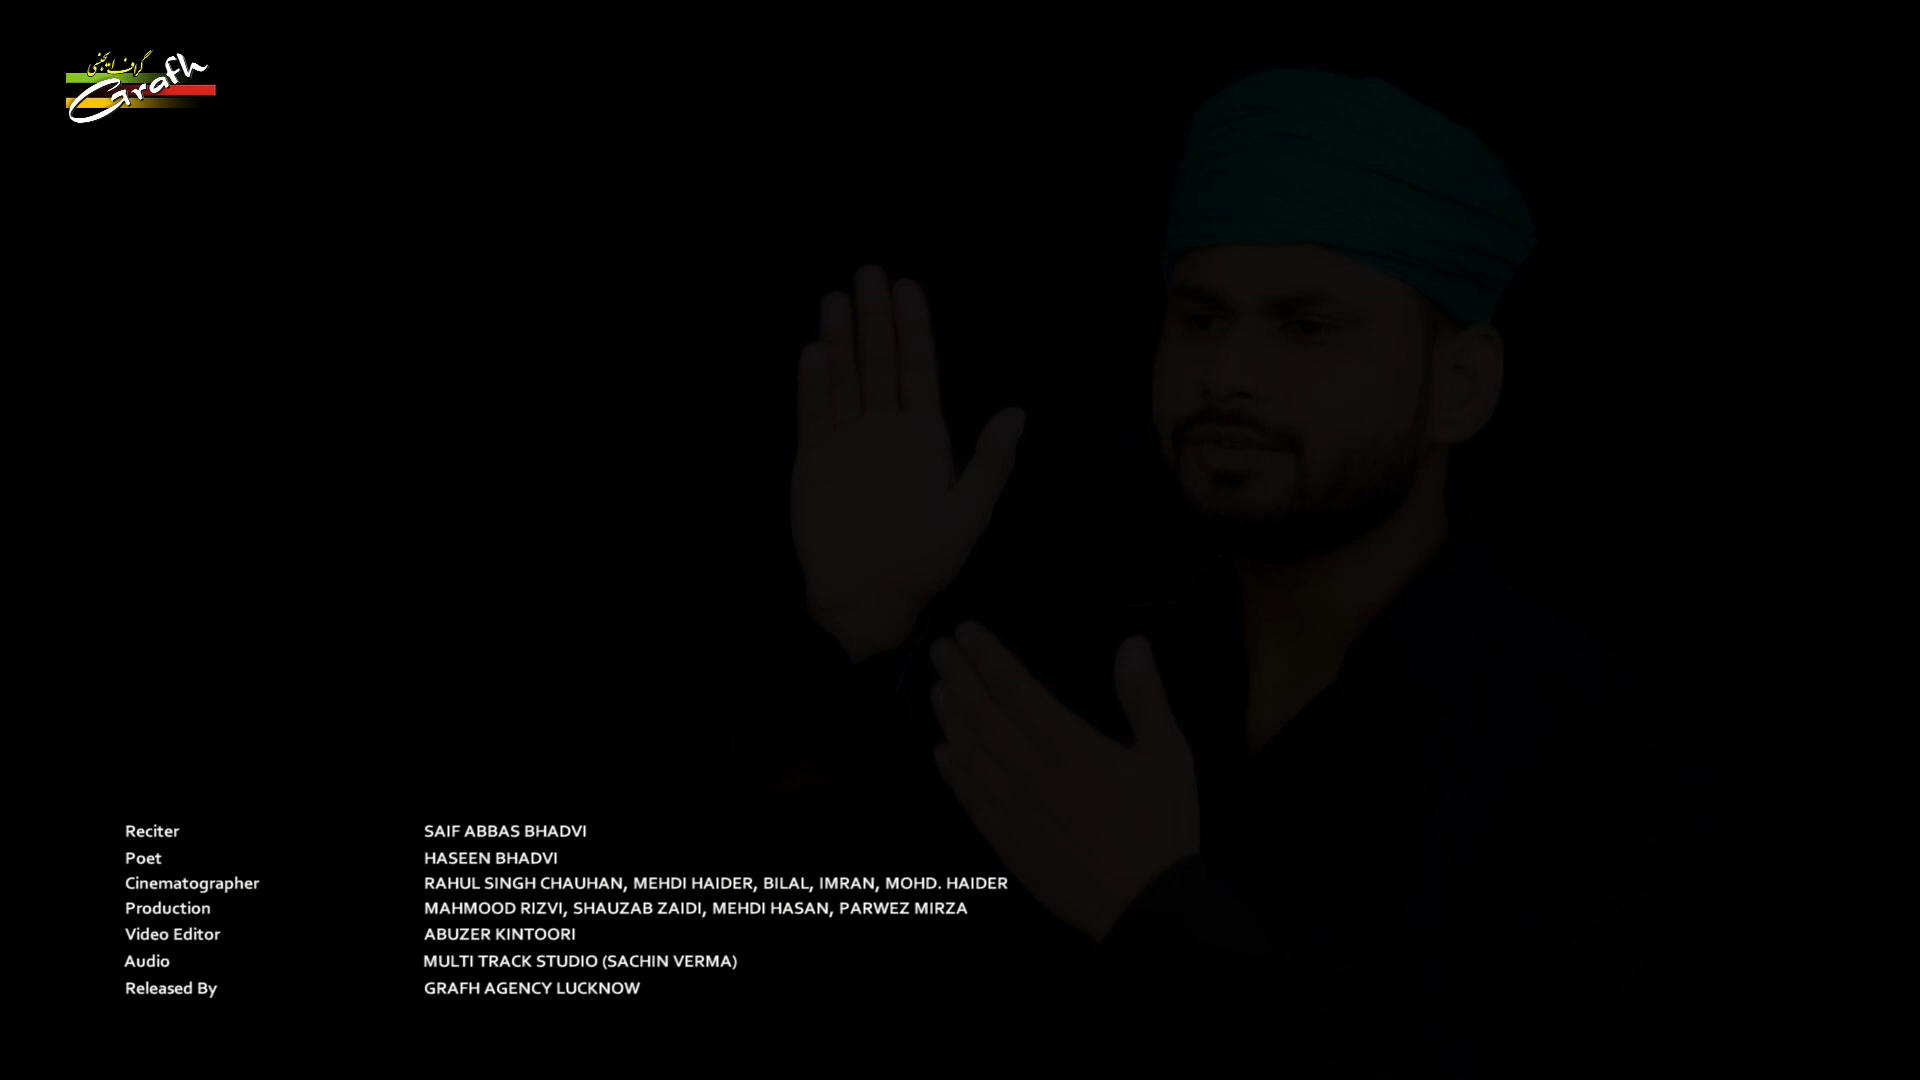 گراف ایجنسی
Grafh
Reciter SAIF ABBAS BHADVI
Poet HASEEN BHADVI
Cinematographer RAHUL SINGH CHAUHAN, MEHDI HAIDER, BILAL, IMRAN, MOHD. HAIDER
Production MAHMOOD RIZVI, SHAUZAB ZAIDI, MEHDI HASAN, PARWEZ MIRZA
Video Editor ABUZER KINTOORI
Audio MULTI TRACK STUDIO (SACHIN VERMA)
Released By GRAFH AGENCY LUCKNOW